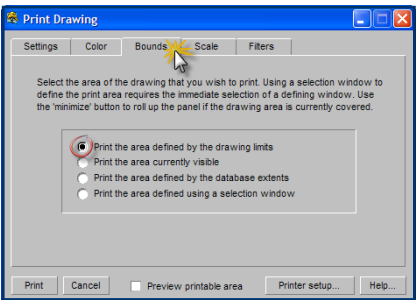 Print Drawing
Settings Color Bounds Scale Filters
Select the area of the drawing that you wish to print. Using a selection window to
define the print area requires the immediate selection of a defining window. Use
the 'minimize' button to roll up the panel if the drawing area is currently covered.
Print the area defined by the drawing limits
Print the area currently visible
Print the area defined by the database extents
Print the area defined using a selection window
Print Cancel Preview printable area Printer setup... Help...